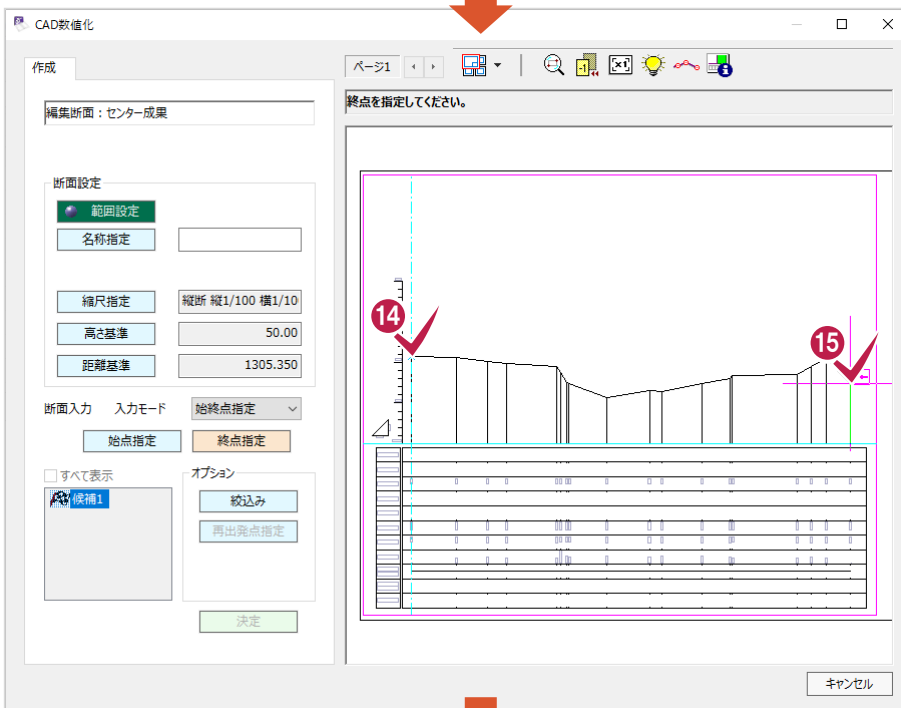 CAD数値化
作成
ページ1
終点を指定してください。
編集断面：センター成果
断面設定
範囲設定
名称指定
縮尺指定
縦断 縦1/100 横1/10
高さ基準
50.00
距離基準
1305.350
断面入力
入力モード
始終点指定
始点指定
終点指定
すべて表示
候補1
オプション
絞込み
再出発点指定
決定
14
15
キャンセル